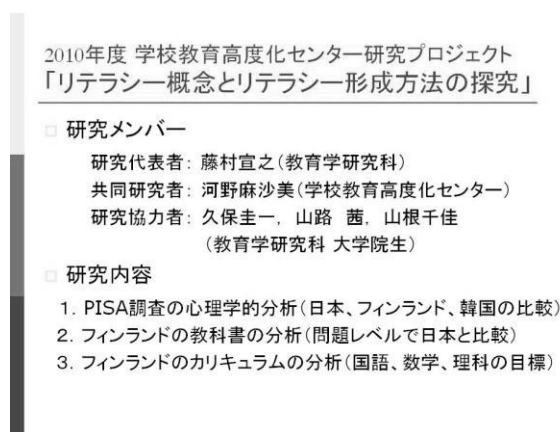 2010年度 学校教育高度化センター研究プロジェクト
「リテラシー概念とリテラシー形成方法の探究」
研究メンバー
研究代表者: 藤村宣之(教育学研究科)
共同研究者: 河野麻沙美(学校教育高度化センター)
研究協力者: 久保圭一, 山路 茜, 山根千佳
(教育学研究科 大学院生)
研究内容
1. PISA調査の心理学的分析(日本、フィンランド、韓国の比較)
2. フィンランドの教科書の分析(問題レベルで日本と比較)
3. フィンランドのカリキュラムの分析(国語、数学、理科の目標)